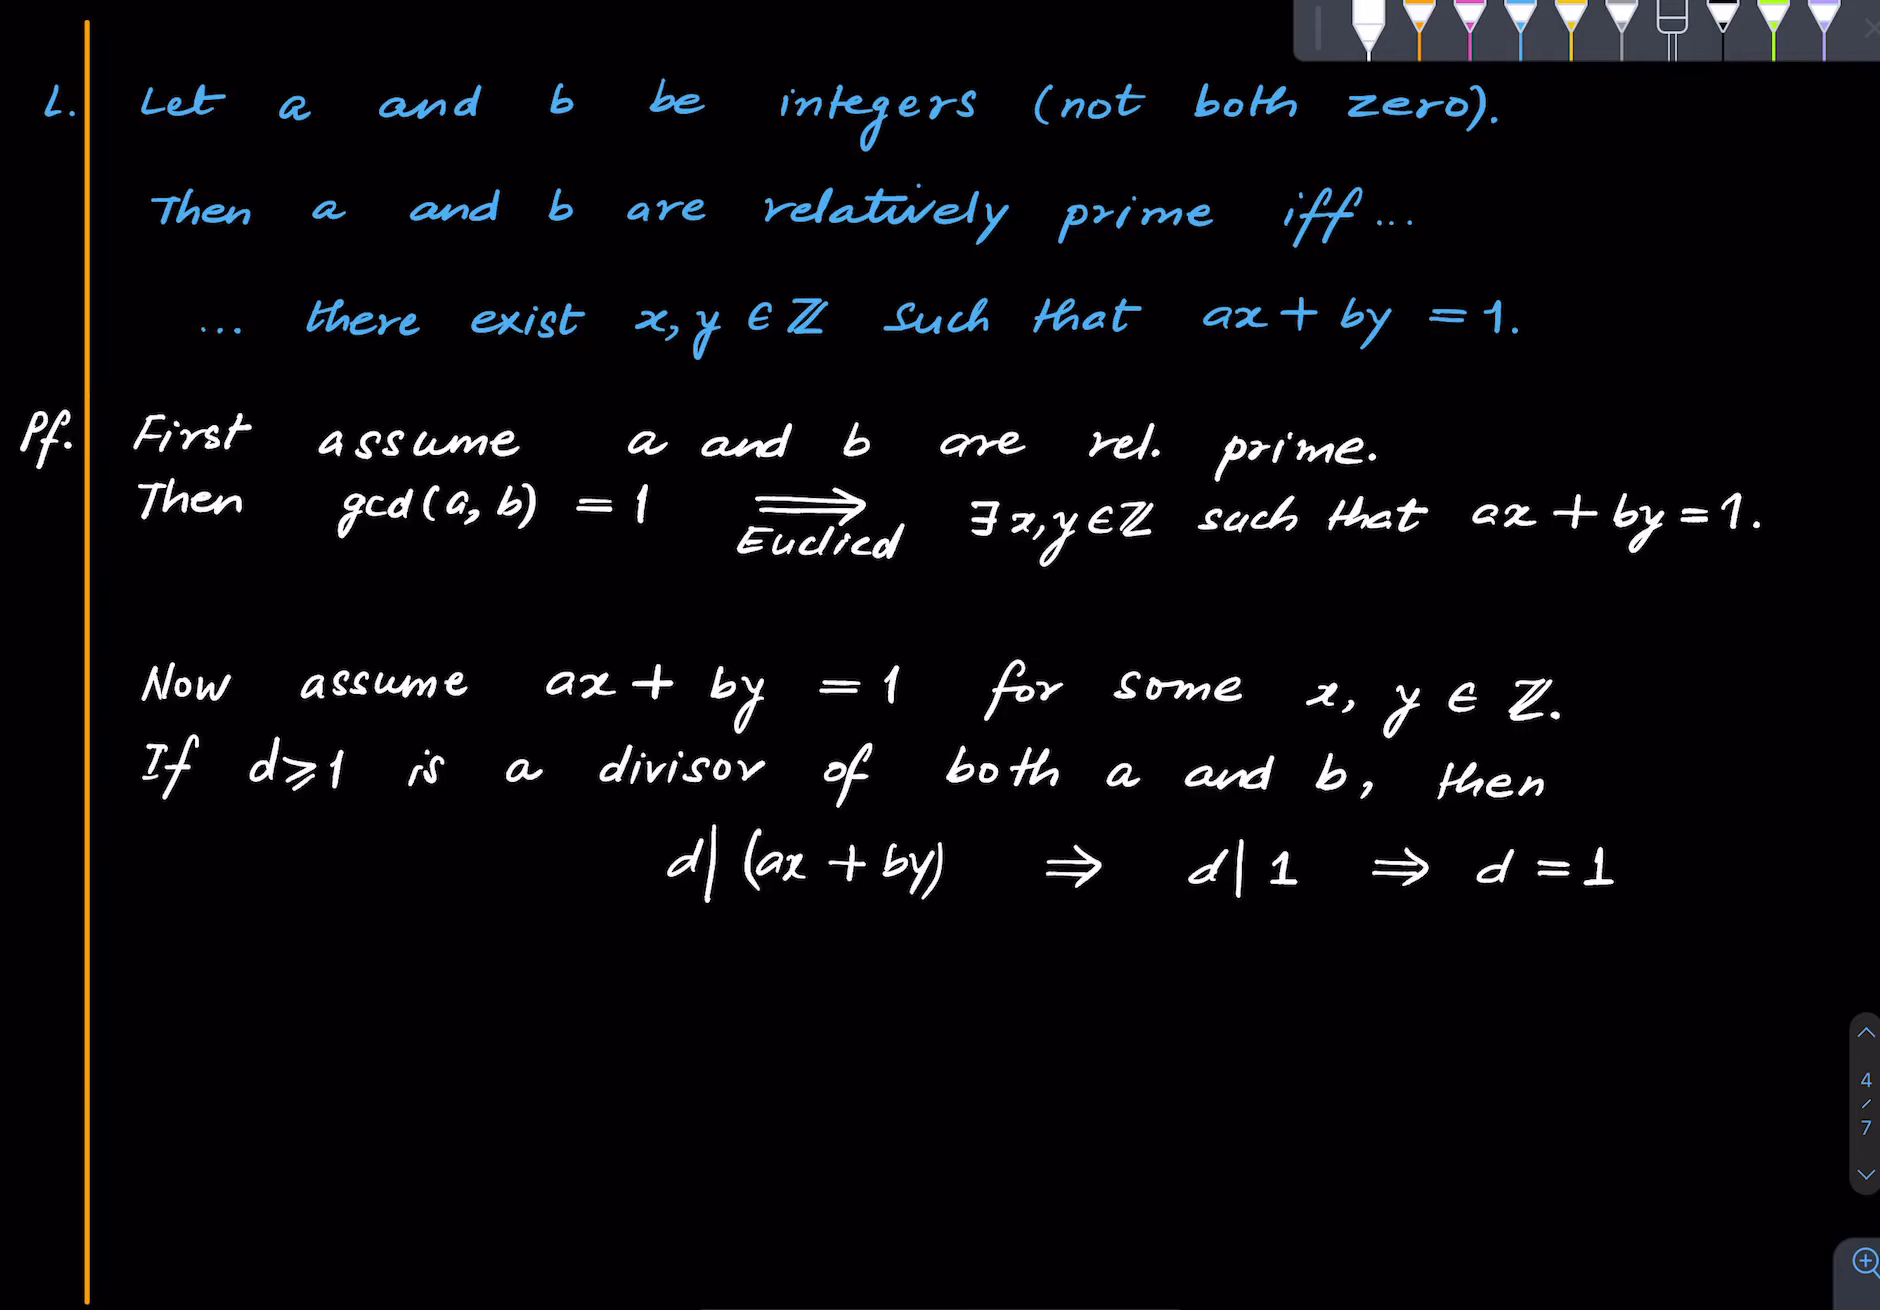 L. Let a and b be integers (not both zero).
Then a and b are relatively prime iff...
... there exist x, y ∈ ℤ such that ax + by = 1.
Pf. First assume a and b are rel. prime.
Then gcd(a, b) = 1 ⟹ ∃ x, y ∈ ℤ such that ax + by = 1.
Euclied
Now assume ax + by = 1 for some x, y ∈ ℤ.
If d ⩾ 1 is a divisor of both a and b, then
d | (ax + by) ⇒ d | 1 ⇒ d = 1
4
/
7